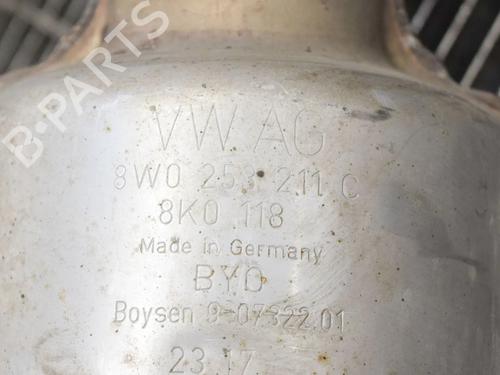 B-PARTS
VW AG
8W0 253 211 C
8K0 118
Made in Germany
BYD
Boysen 9-07322.01
23.17